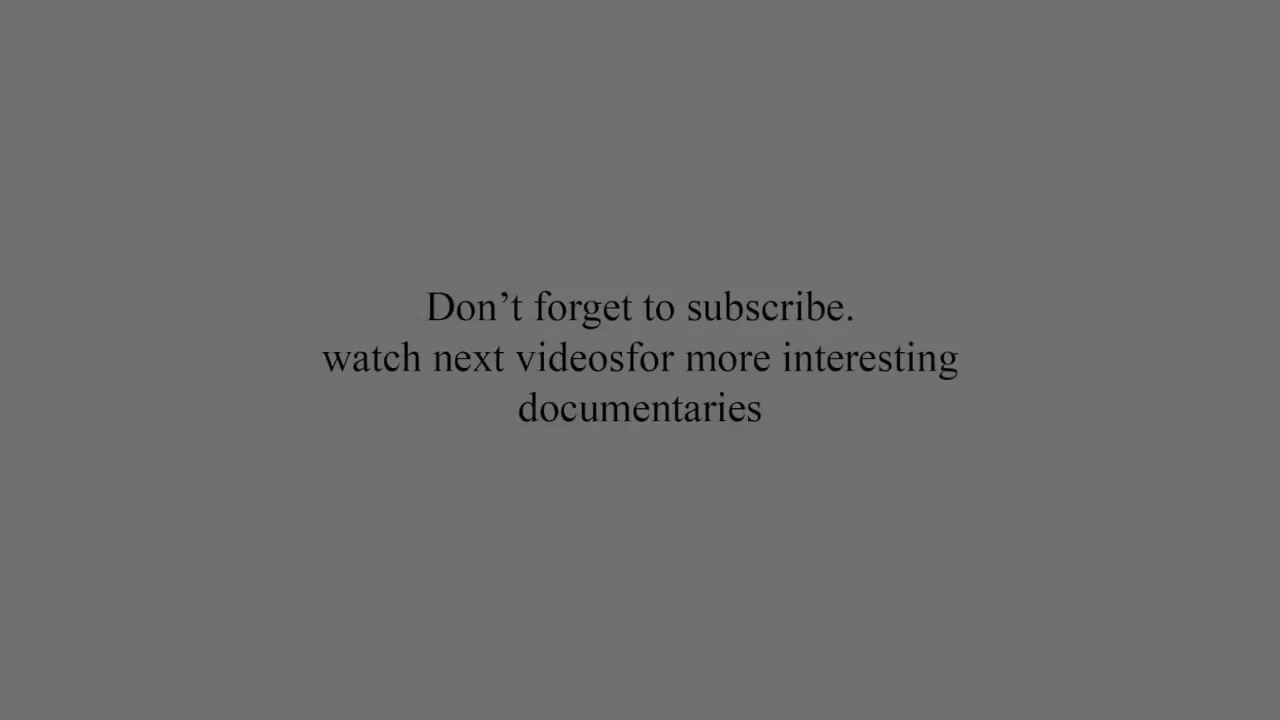 Don’t forget to subscribe.
watch next videosfor more interesting
documentaries